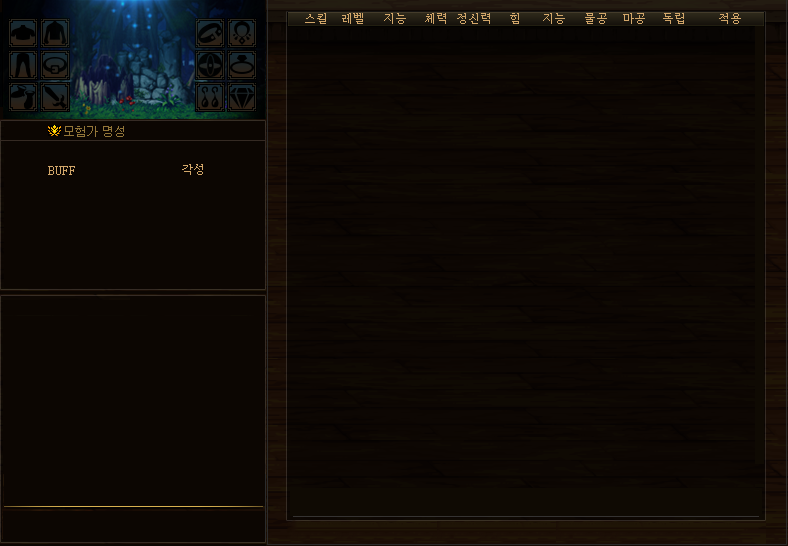 스킬 레벨 지능 체력 정신력 힘 지능 물공 마공 독립 적용
모험가 명성
BUFF 각성